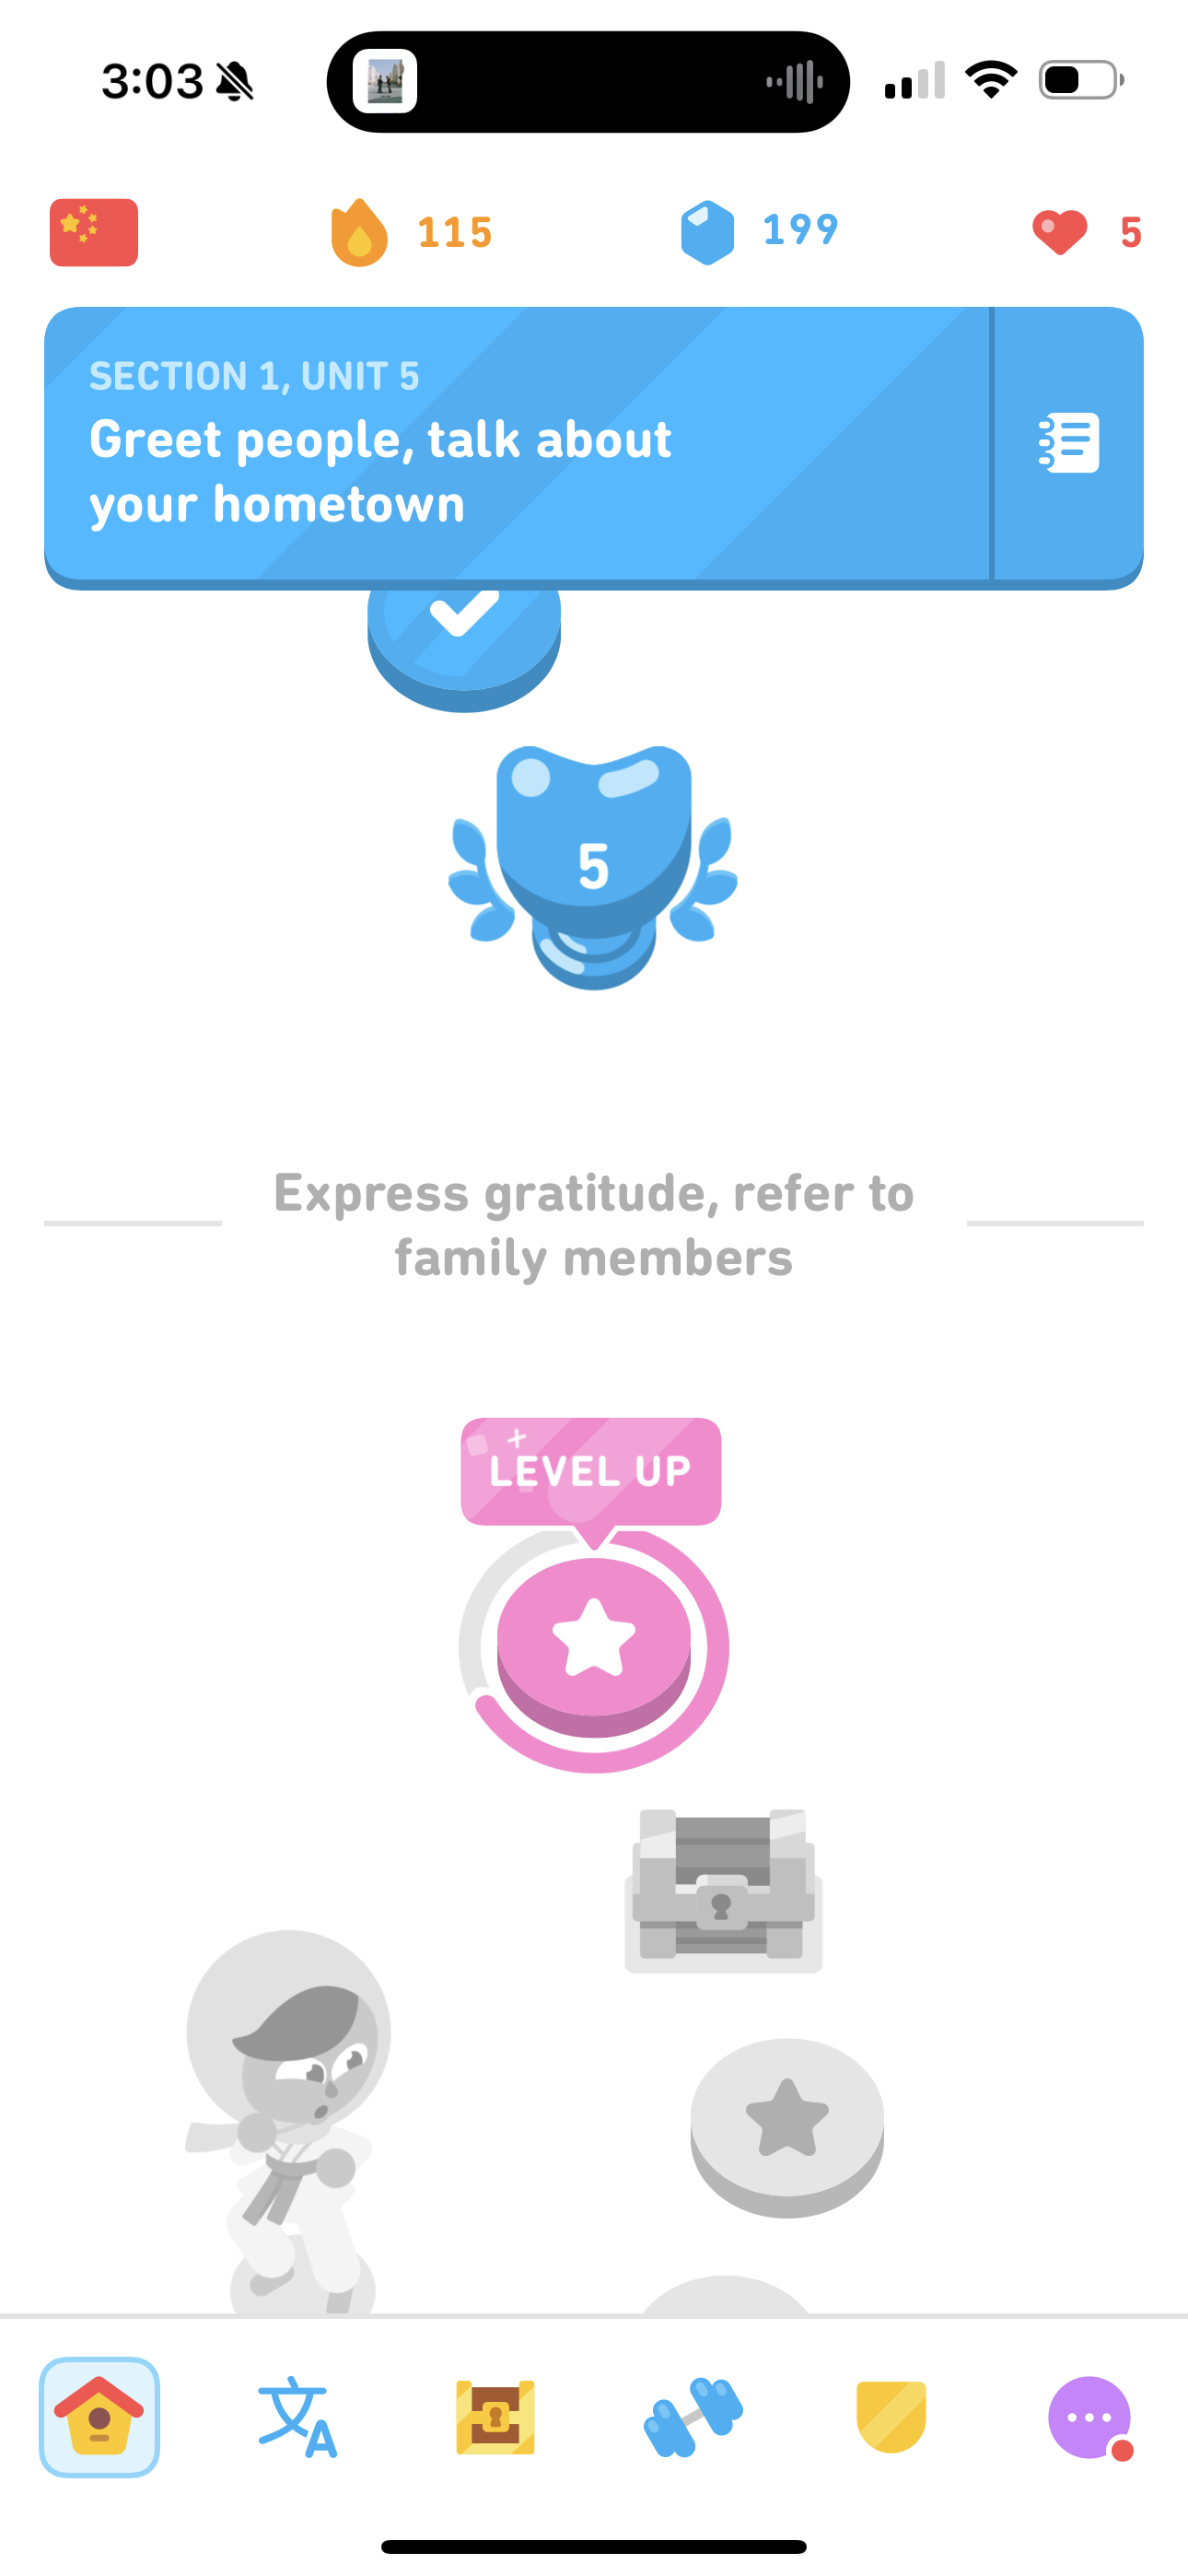 3:03
115
199
5
SECTION 1, UNIT 5
Greet people, talk about
your hometown
5
Express gratitude, refer to
family members
LEVEL UP
文A